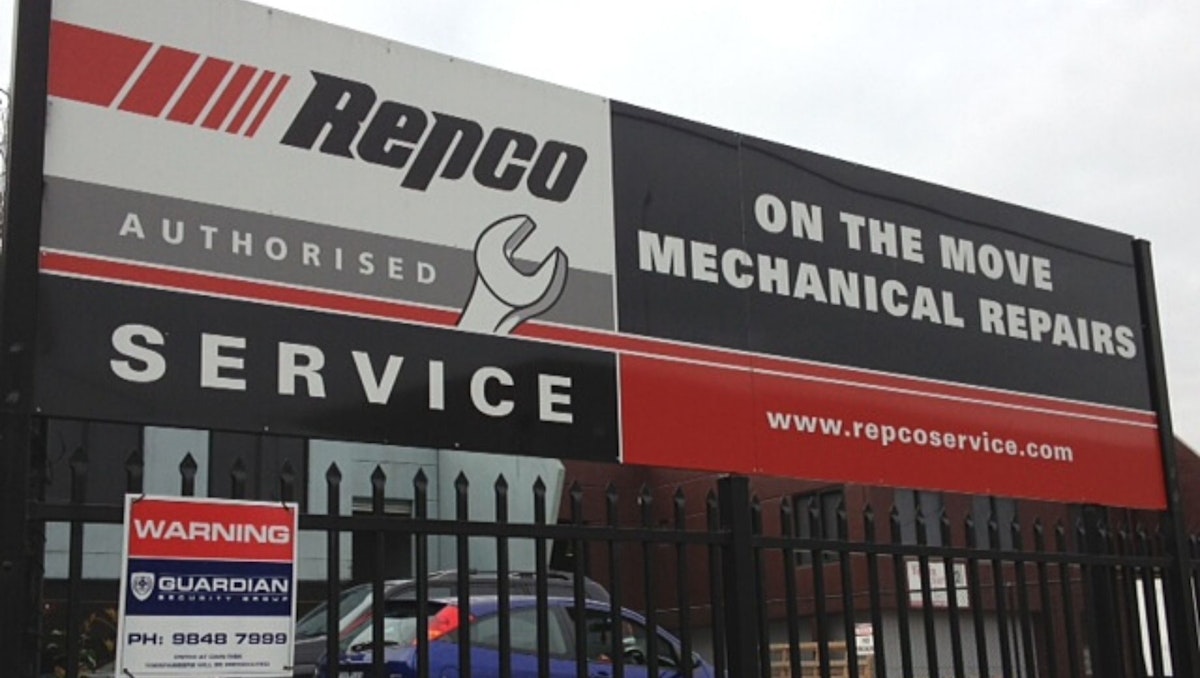 Repco
AUTHORISED
SERVICE
ON THE MOVE
MECHANICAL REPAIRS
www.repcoservice.com
WARNING
GUARDIAN
SECURITY GROUP
PH: 9848 7999